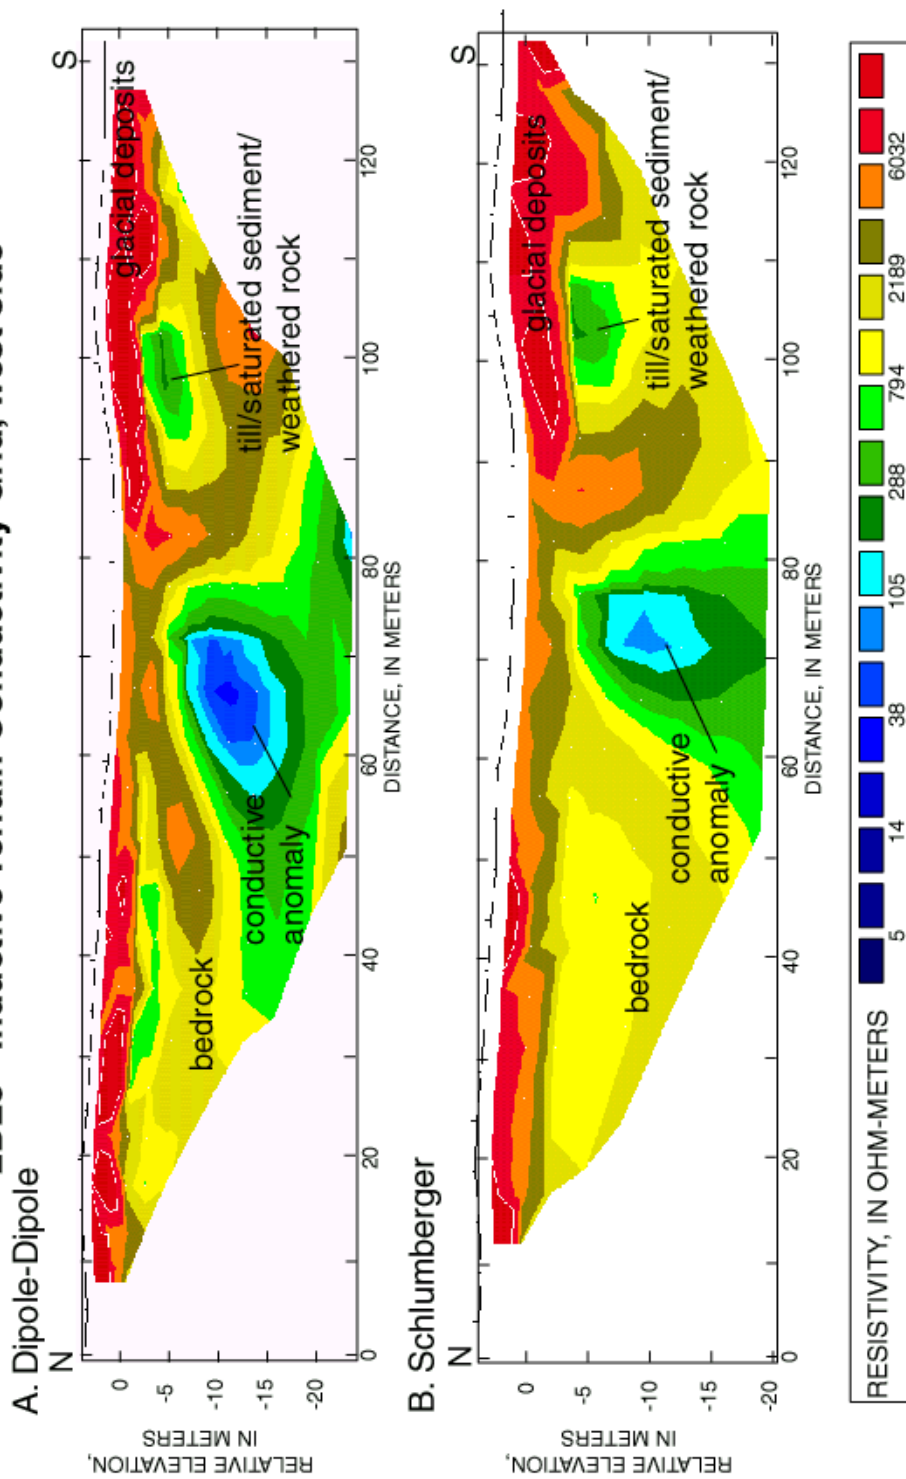 A. Dipole-Dipole
N
S
RELATIVE ELEVATION,
IN METERS
0
-5
-10
-15
-20
glacial deposits
till/saturated sediment/
weathered rock
bedrock
conductive
anomaly
0 20 40 60 80 100 120
DISTANCE, IN METERS
B. Schlumberger
N
S
RELATIVE ELEVATION,
IN METERS
0
-5
-10
-15
-20
glacial deposits
till/saturated sediment/
weathered rock
bedrock
conductive
anomaly
0 20 40 60 80 100 120
DISTANCE, IN METERS
RESISTIVITY, IN OHM-METERS
5 14 38 105 288 794 2189 6032